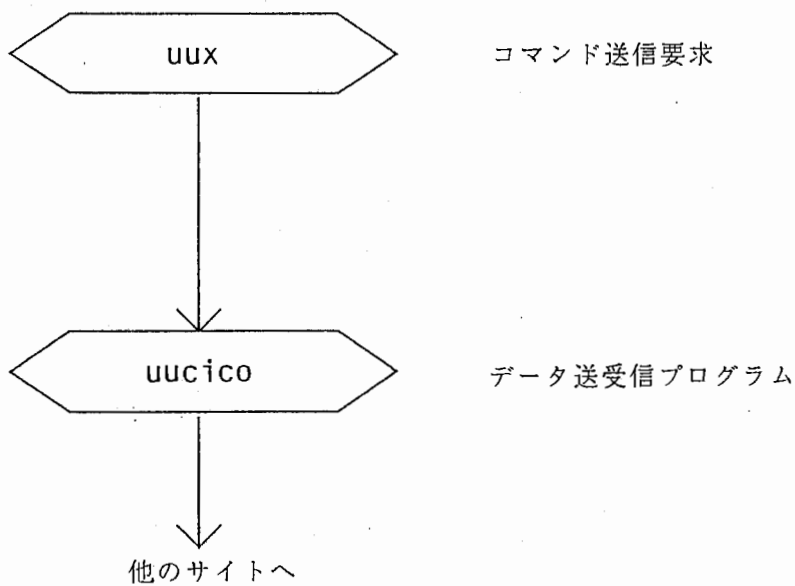 uux
コマンド送信要求
uucico
データ送受信プログラム
他のサイトへ